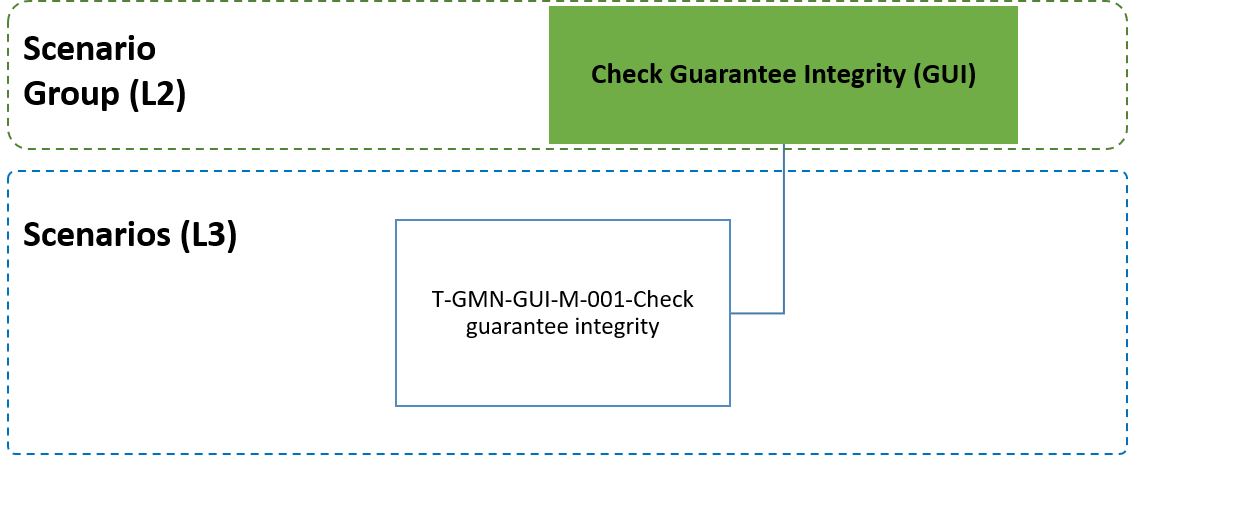 Scenario
Group (L2)
Check Guarantee Integrity (GUI)
Scenarios (L3)
T-GMN-GUI-M-001-Check
guarantee integrity